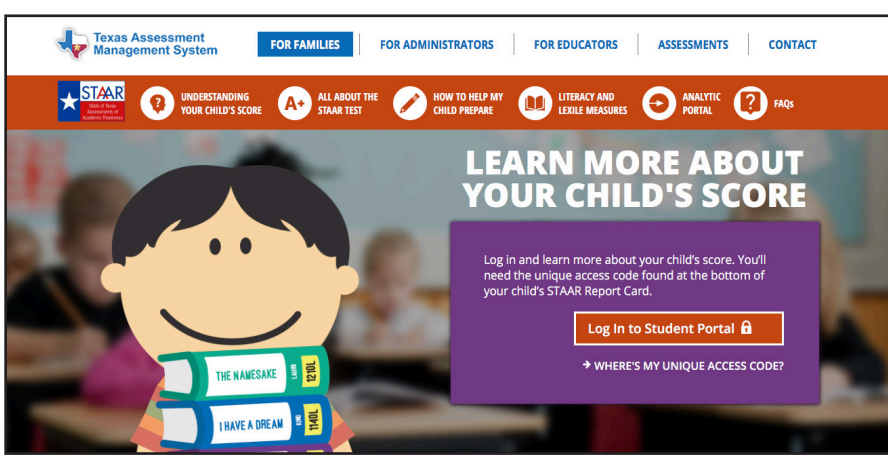 Texas Assessment
Management System
FOR FAMILIES
FOR ADMINISTRATORS
FOR EDUCATORS
ASSESSMENTS
CONTACT
STAAR
State of Texas
Assessments of
Academic Readiness
?
UNDERSTANDING
YOUR CHILD'S SCORE
A+
ALL ABOUT THE
STAAR TEST
HOW TO HELP MY
CHILD PREPARE
LITERACY AND
LEXILE MEASURES
ANALYTIC
PORTAL
?
FAQs
LEARN MORE ABOUT
YOUR CHILD'S SCORE
Log in and learn more about your child's score. You'll
need the unique access code found at the bottom of
your child's STAAR Report Card.
Log In to Student Portal
WHERE'S MY UNIQUE ACCESS CODE?
THE NAMESAKE
LAHIRI
1210L
I HAVE A DREAM
KING
1140L